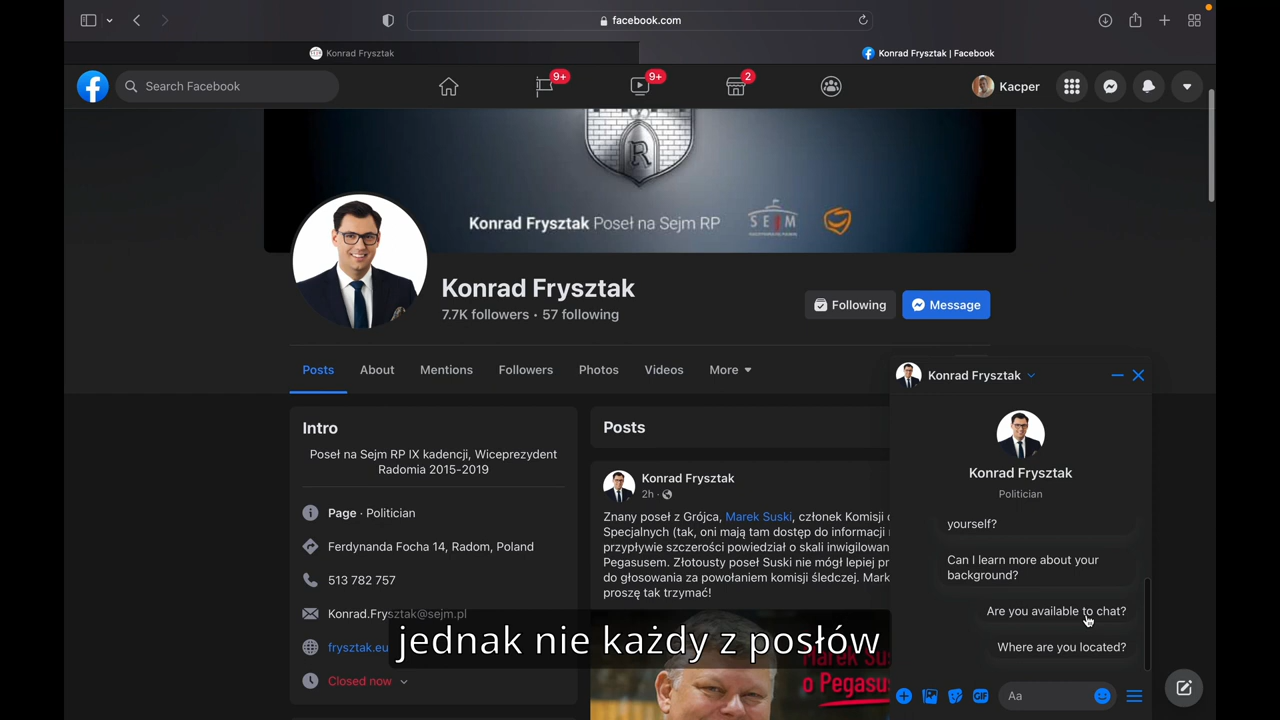 facebook.com
Konrad Frysztak
Konrad Frysztak | Facebook
Search Facebook
9+
9+
2
Kacper
R
Konrad Frysztak Poseł na Sejm RP
SEJM
Konrad Frysztak
7.7K followers • 57 following
Following
Message
Posts
About
Mentions
Followers
Photos
Videos
More
Intro
Poseł na Sejm RP IX kadencji, Wiceprezydent
Radomia 2015-2019
Page · Politician
Ferdynanda Focha 14, Radom, Poland
513 782 757
Konrad.Frysztak@sejm.pl
frysztak.eu
Closed now
Posts
Konrad Frysztak
2h ·
Znany poseł z Grójca, Marek Suski, członek Komisji
Specjalnych (tak, oni mają tam dostęp do informacji
przypływie szczerości powiedział o skali
Pegasusem. Złotousty poseł Suski nie mógł lepiej
do głosowania za powołaniem komisji śledczej.
proszę tak trzymać!
o
Konrad Frysztak
Konrad Frysztak
Politician
yourself?
Can I learn more about your
background?
Are you available to chat?
Where are you located?
GIF
Aa
jednak nie każdy z posłów